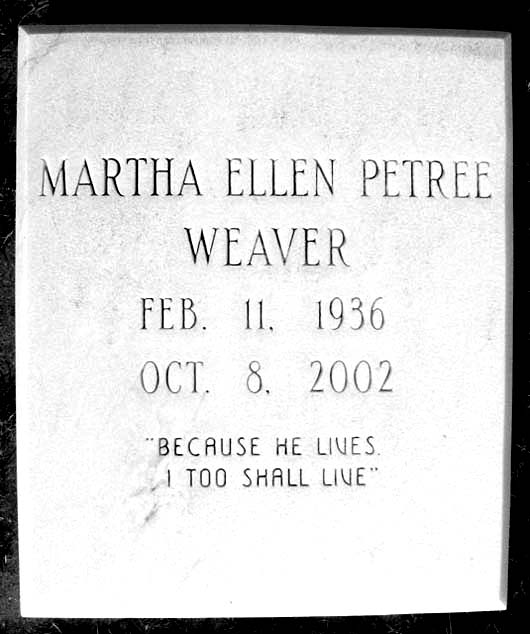 MARTHA ELLEN PETREE
WEAVER
FEB. 11, 1936
OCT. 8, 2002
"BECAUSE HE LIVES,
I TOO SHALL LIVE"